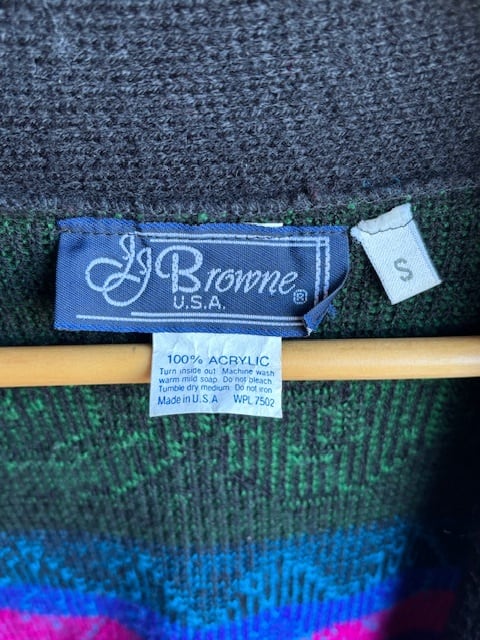 JJ Browne ®
U.S.A.
S
100% ACRYLIC
Turn inside out Machine wash
warm mild soap. Do not bleach.
Tumble dry medium. Do not iron
Made in U.S.A WPL 7502